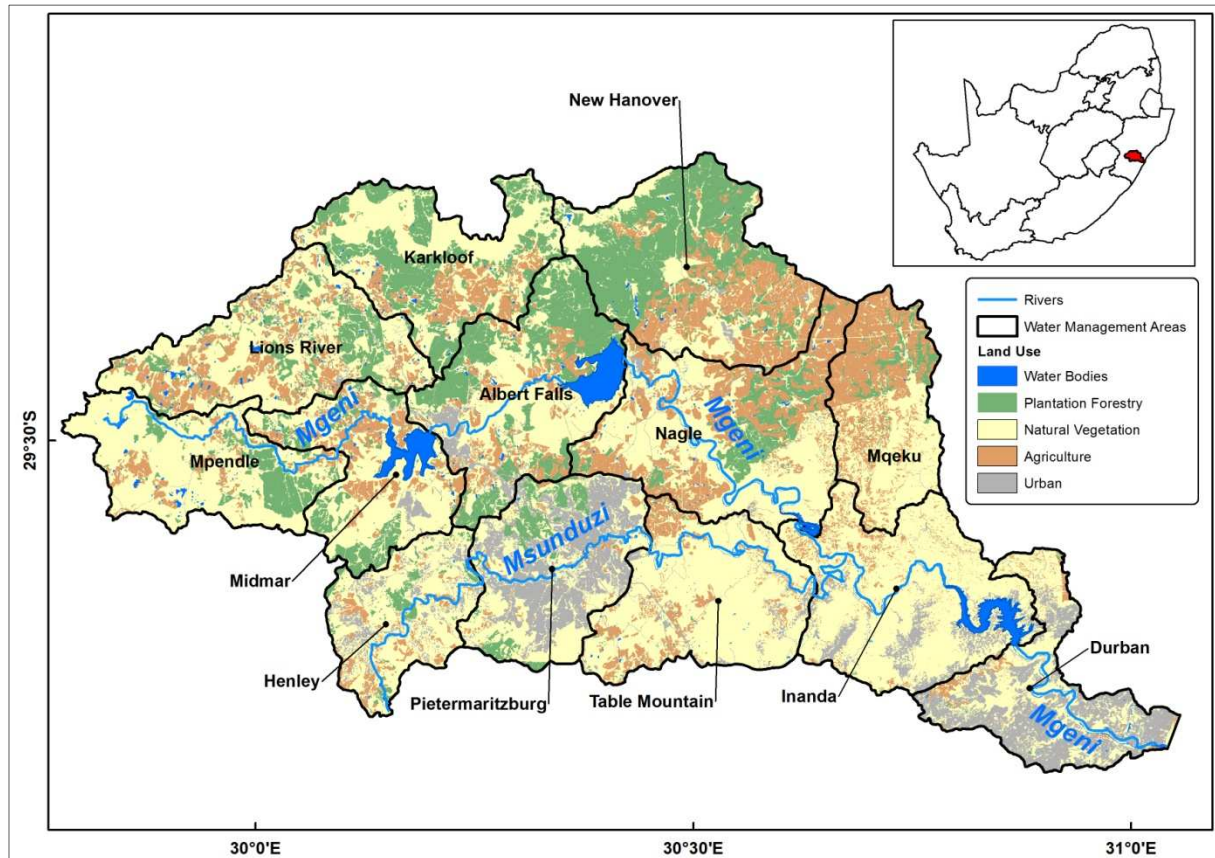 New Hanover
Karkloof
Lions River
Albert Falls
Mgeni
Mgeni
Nagle
Mqeku
Mpendle
Msunduzi
Midmar
Henley
Pietermaritzburg
Table Mountain
Inanda
Durban
Mgeni
Rivers
Water Management Areas
Land Use
Water Bodies
Plantation Forestry
Natural Vegetation
Agriculture
Urban
29°30'S
30°0'E
30°30'E
31°0'E